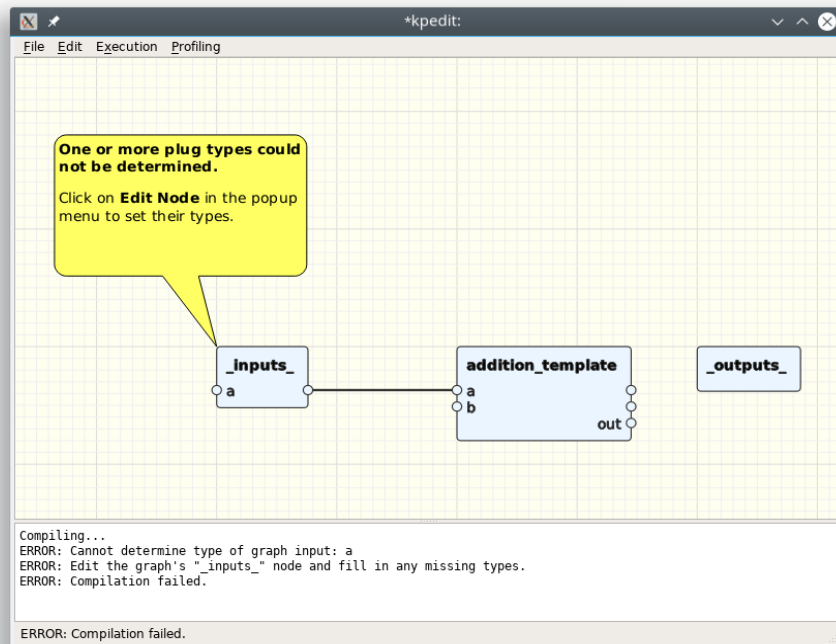 *kpedit:
File Edit Execution Profiling
One or more plug types could
not be determined.
Click on Edit Node in the popup
menu to set their types.
_inputs_
a
addition_template
a
b
out
_outputs_
Compiling...
ERROR: Cannot determine type of graph input: a
ERROR: Edit the graph's "_inputs_" node and fill in any missing types.
ERROR: Compilation failed.
ERROR: Compilation failed.